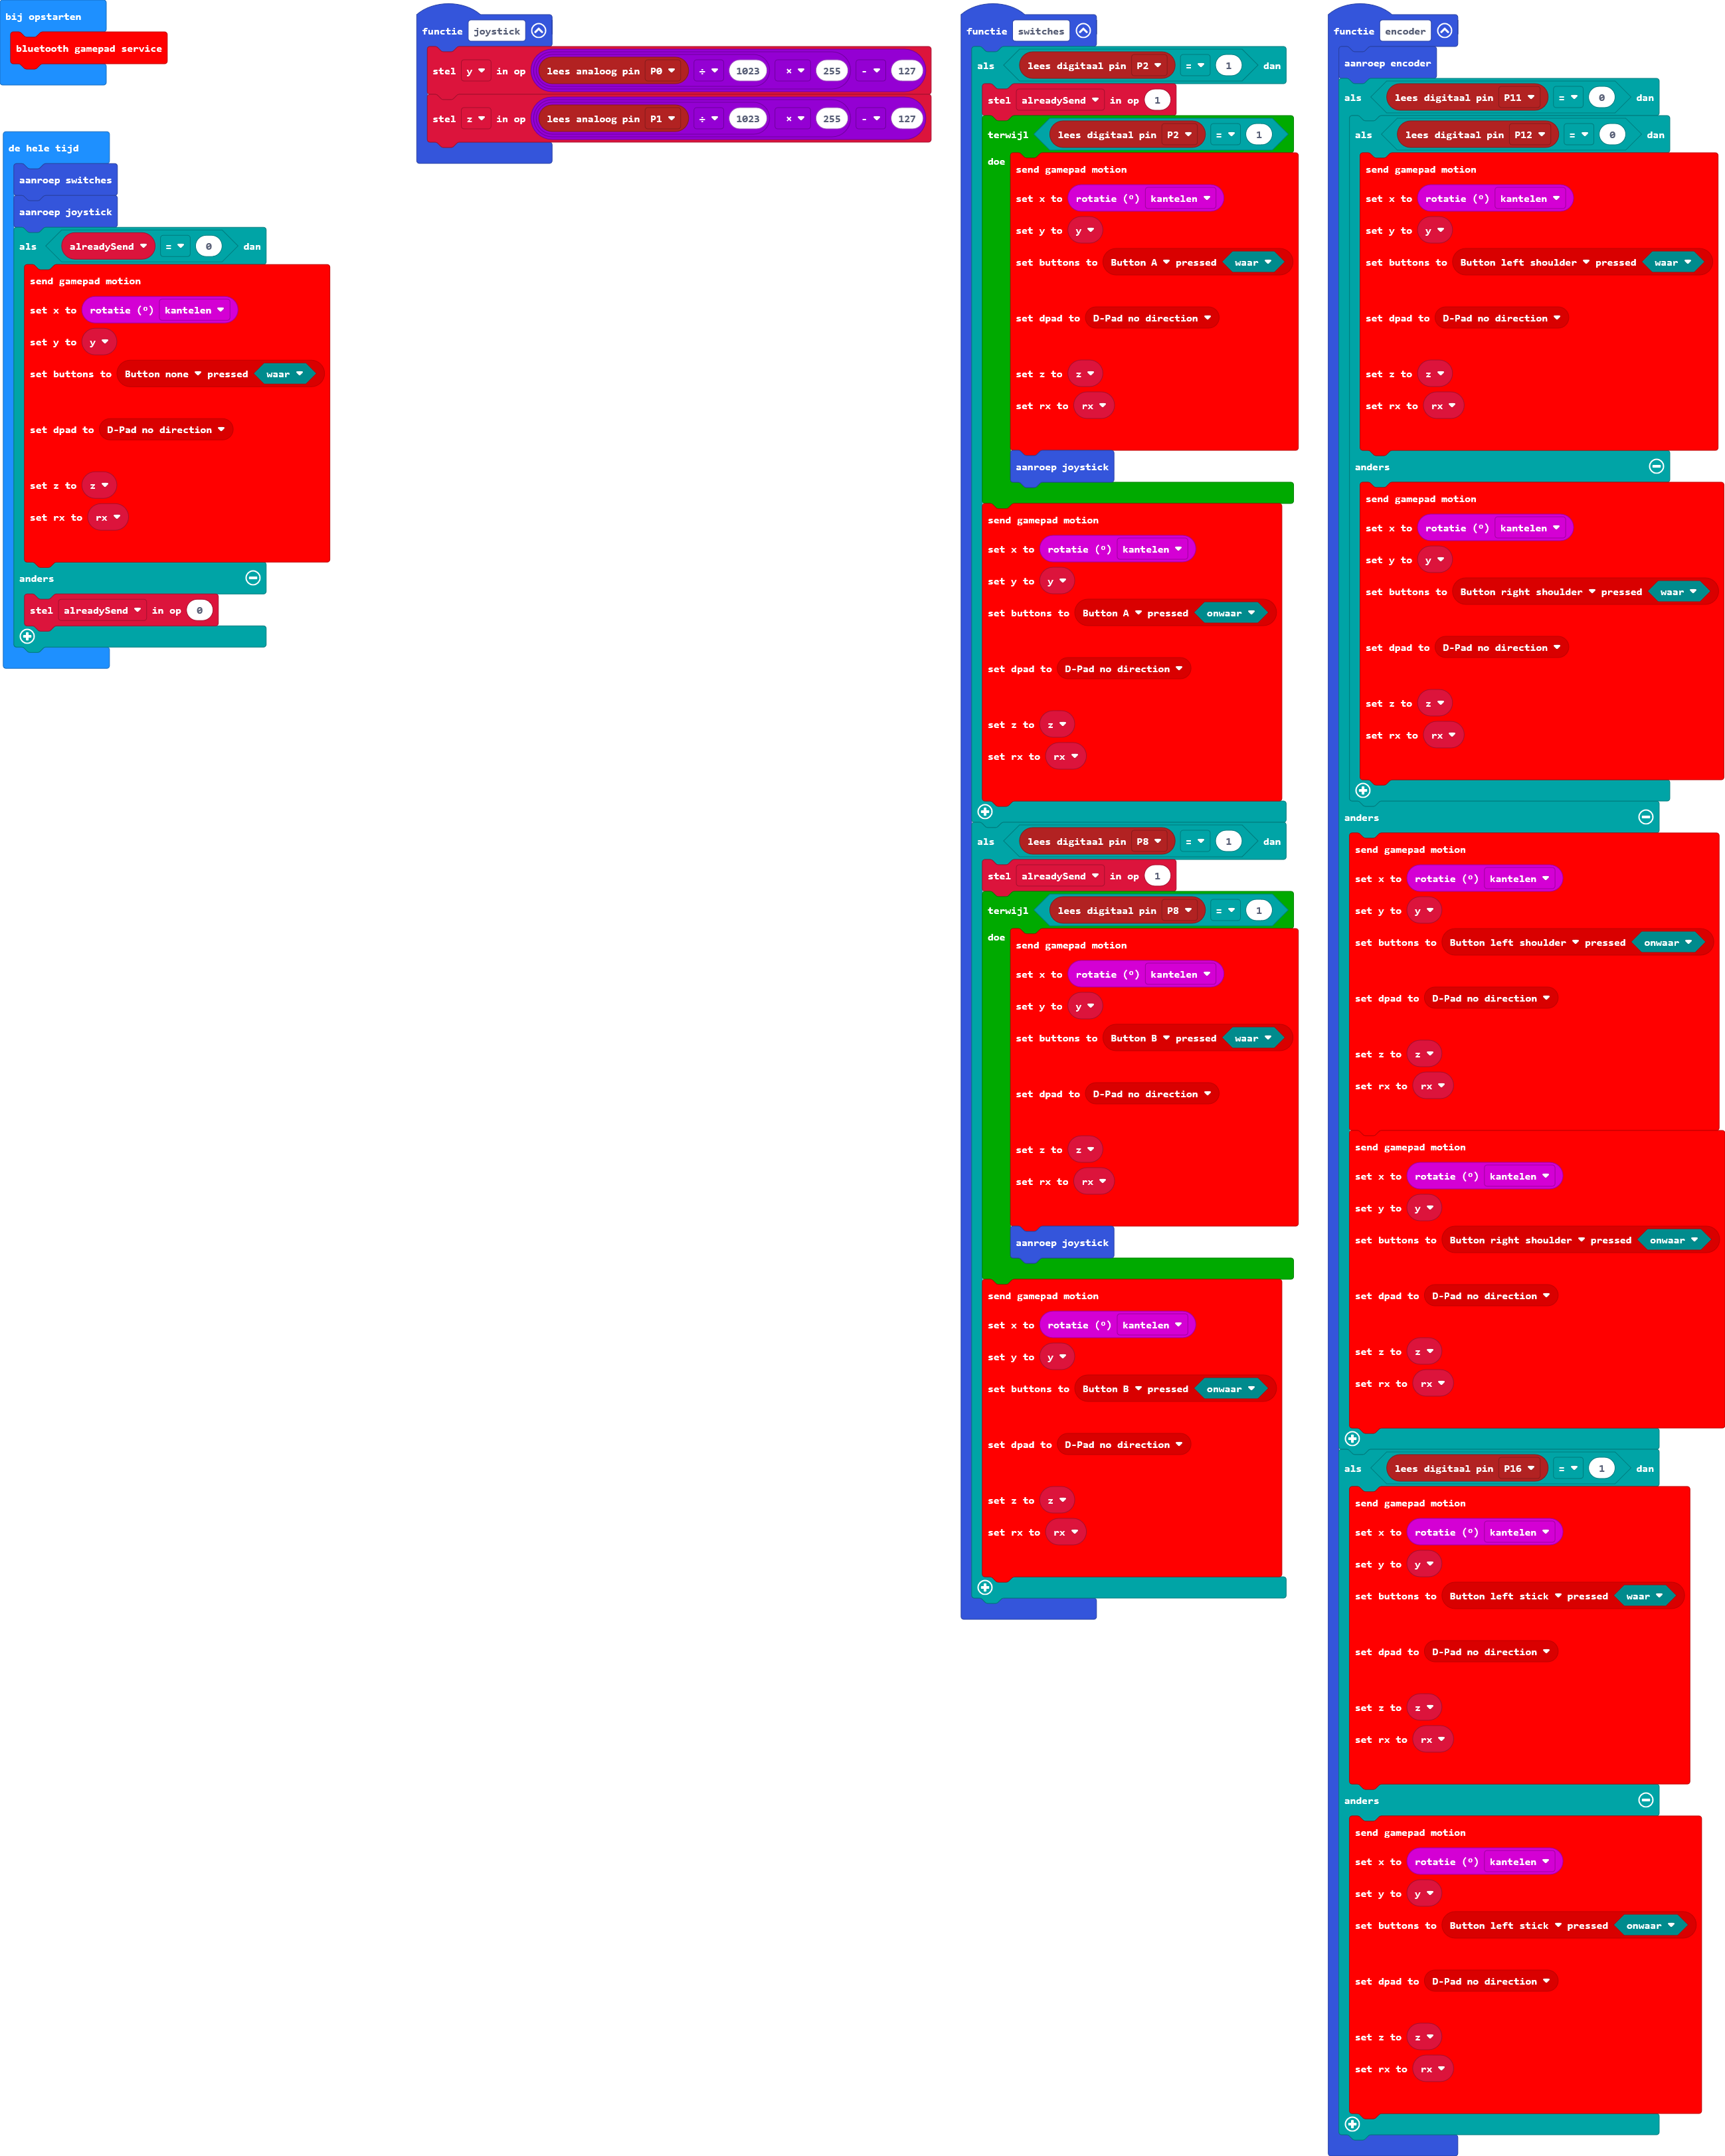 bij opstarten
bluetooth gamepad service
de hele tijd
aanroep switches
aanroep joystick
als alreadySend = 0 dan
send gamepad motion
set x to rotatie (º) kantelen
set y to y
set buttons to Button none pressed waar
set dpad to D-Pad no direction
set z to z
set rx to rx
anders
stel alreadySend in op 0
functie joystick
stel y in op lees analoog pin P0 ÷ 1023 × 255 - 127
stel z in op lees analoog pin P1 ÷ 1023 × 255 - 127
functie switches
als lees digitaal pin P2 = 1 dan
stel alreadySend in op 1
terwijl lees digitaal pin P2 = 1
doe
send gamepad motion
set x to rotatie (º) kantelen
set y to y
set buttons to Button A pressed waar
set dpad to D-Pad no direction
set z to z
set rx to rx
aanroep joystick
send gamepad motion
set x to rotatie (º) kantelen
set y to y
set buttons to Button A pressed onwaar
set dpad to D-Pad no direction
set z to z
set rx to rx
als lees digitaal pin P8 = 1 dan
stel alreadySend in op 1
terwijl lees digitaal pin P8 = 1
doe
send gamepad motion
set x to rotatie (º) kantelen
set y to y
set buttons to Button B pressed waar
set dpad to D-Pad no direction
set z to z
set rx to rx
aanroep joystick
send gamepad motion
set x to rotatie (º) kantelen
set y to y
set buttons to Button B pressed onwaar
set dpad to D-Pad no direction
set z to z
set rx to rx
functie encoder
aanroep encoder
als lees digitaal pin P11 = 0 dan
als lees digitaal pin P12 = 0 dan
send gamepad motion
set x to rotatie (º) kantelen
set y to y
set buttons to Button left shoulder pressed waar
set dpad to D-Pad no direction
set z to z
set rx to rx
anders
send gamepad motion
set x to rotatie (º) kantelen
set y to y
set buttons to Button right shoulder pressed waar
set dpad to D-Pad no direction
set z to z
set rx to rx
anders
send gamepad motion
set x to rotatie (º) kantelen
set y to y
set buttons to Button left shoulder pressed onwaar
set dpad to D-Pad no direction
set z to z
set rx to rx
send gamepad motion
set x to rotatie (º) kantelen
set y to y
set buttons to Button right shoulder pressed onwaar
set dpad to D-Pad no direction
set z to z
set rx to rx
als lees digitaal pin P16 = 1 dan
send gamepad motion
set x to rotatie (º) kantelen
set y to y
set buttons to Button left stick pressed waar
set dpad to D-Pad no direction
set z to z
set rx to rx
anders
send gamepad motion
set x to rotatie (º) kantelen
set y to y
set buttons to Button left stick pressed onwaar
set dpad to D-Pad no direction
set z to z
set rx to rx